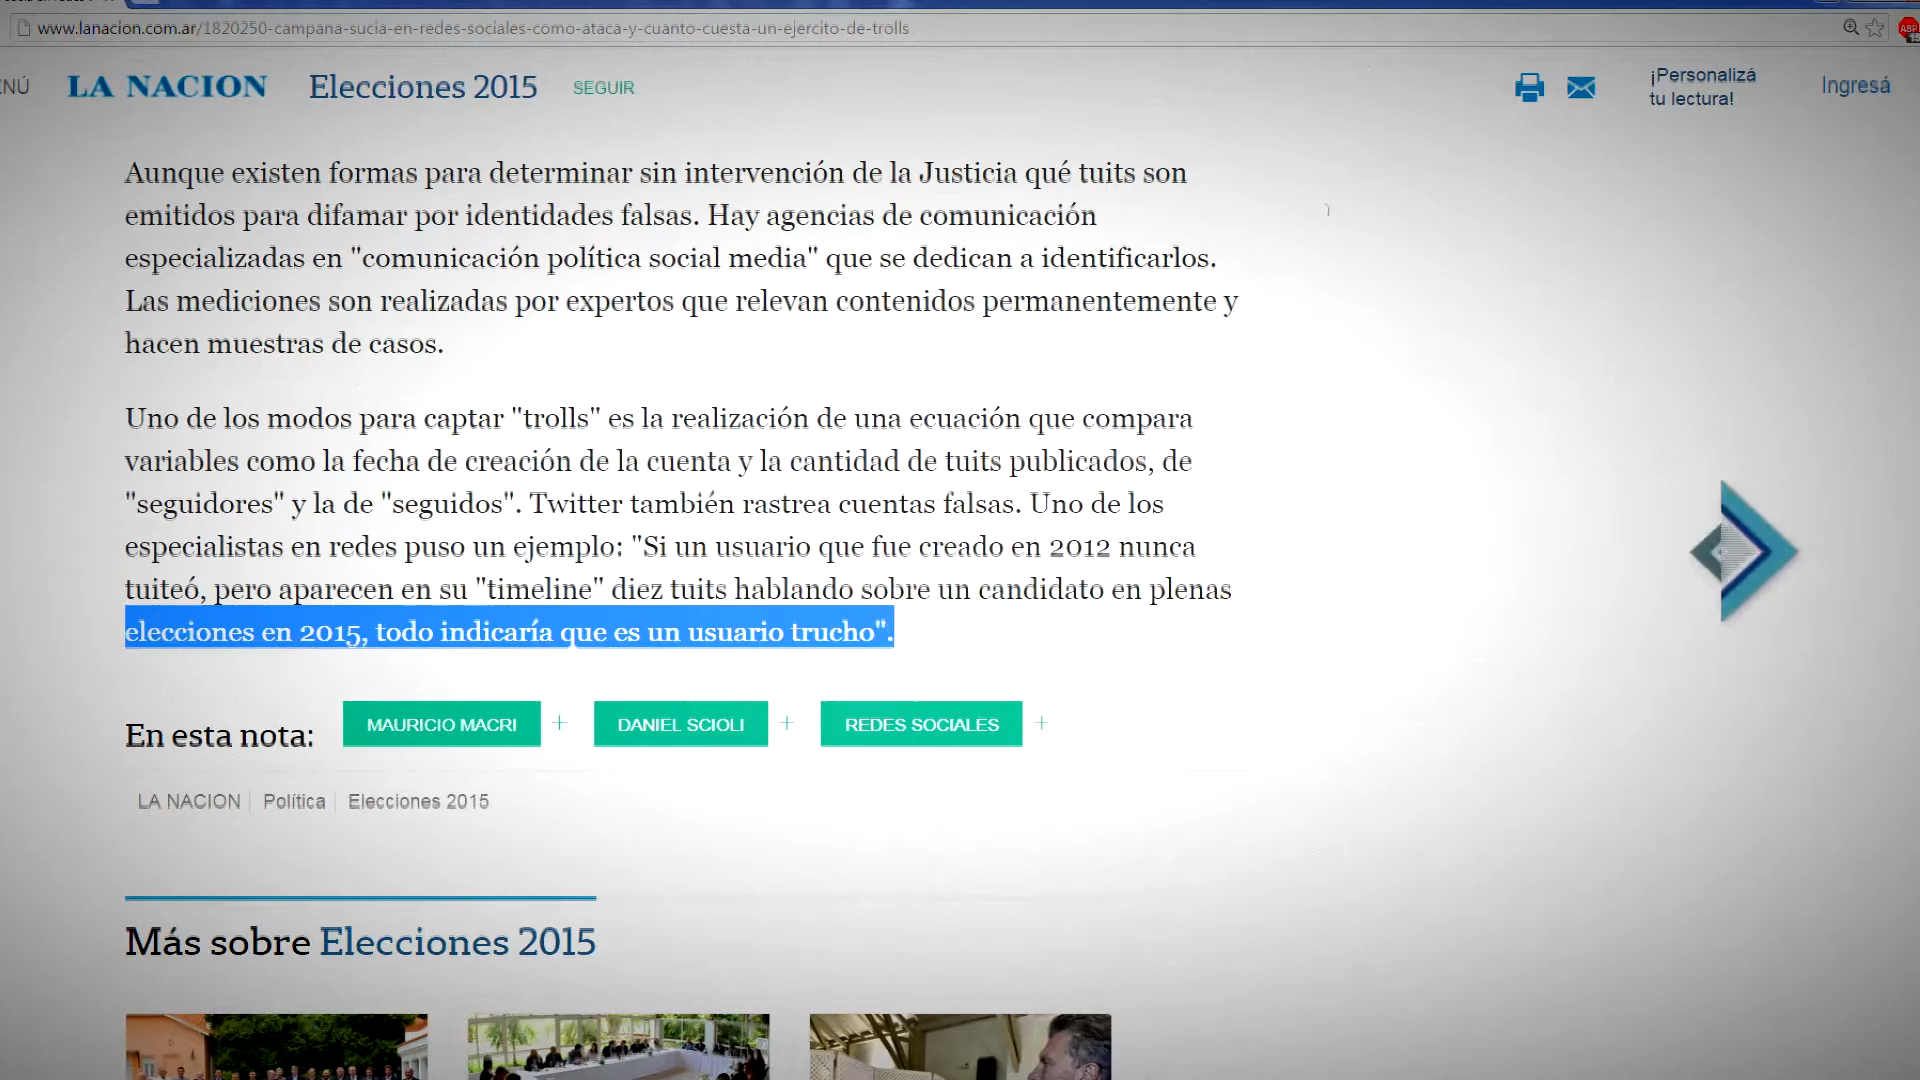 www.lanacion.com.ar/1820250-campana-sucia-en-redes-sociales-como-ataca-y-cuanto-cuesta-un-ejercito-de-trolls
ABP
LA NACION Elecciones 2015 SEGUIR ¡Personalizá tu lectura! Ingresá
Aunque existen formas para determinar sin intervención de la Justicia qué tuits son
emitidos para difamar por identidades falsas. Hay agencias de comunicación
especializadas en "comunicación política social media" que se dedican a identificarlos.
Las mediciones son realizadas por expertos que relevan contenidos permanentemente y
hacen muestras de casos.
Uno de los modos para captar "trolls" es la realización de una ecuación que compara
variables como la fecha de creación de la cuenta y la cantidad de tuits publicados, de
"seguidores" y la de "seguidos". Twitter también rastrea cuentas falsas. Uno de los
especialistas en redes puso un ejemplo: "Si un usuario que fue creado en 2012 nunca
tuiteó, pero aparecen en su "timeline" diez tuits hablando sobre un candidato en plenas
elecciones en 2015, todo indicaría que es un usuario trucho".
En esta nota: MAURICIO MACRI + DANIEL SCIOLI + REDES SOCIALES +
LA NACION Política Elecciones 2015
Más sobre Elecciones 2015